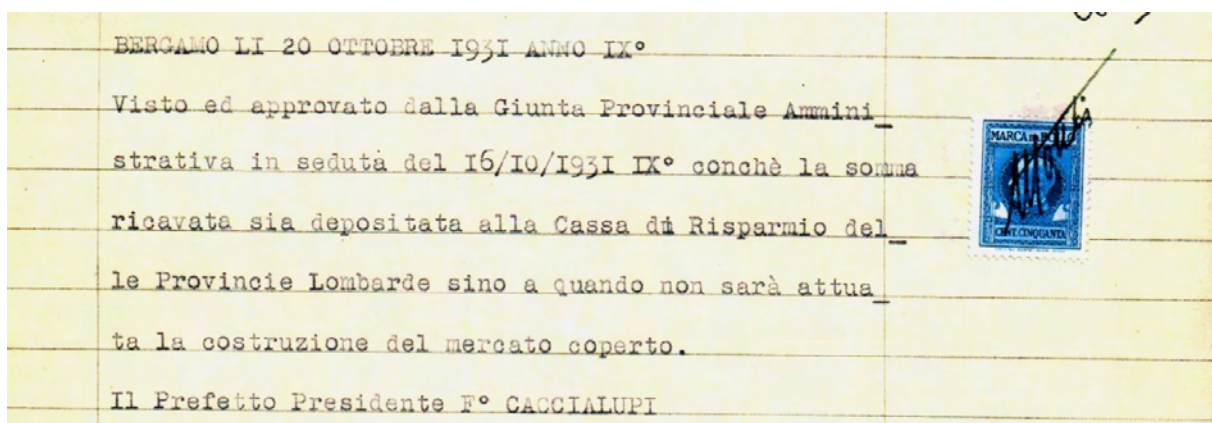 BERGAMO LI 20 OTTOBRE I93I ANNO IX°
Visto ed approvato dalla Giunta Provinciale Ammini_
strativa in seduta del I6/I0/I93I IX° conchè la somma
ricavata sia depositata alla Cassa di Risparmio del_
le Provincie Lombarde sino a quando non sarà attua_
ta la costruzione del mercato coperto.
Il Prefetto Presidente F° CACCIALUPI
MARCA DA BOLLO
CENT. CINQUANTA